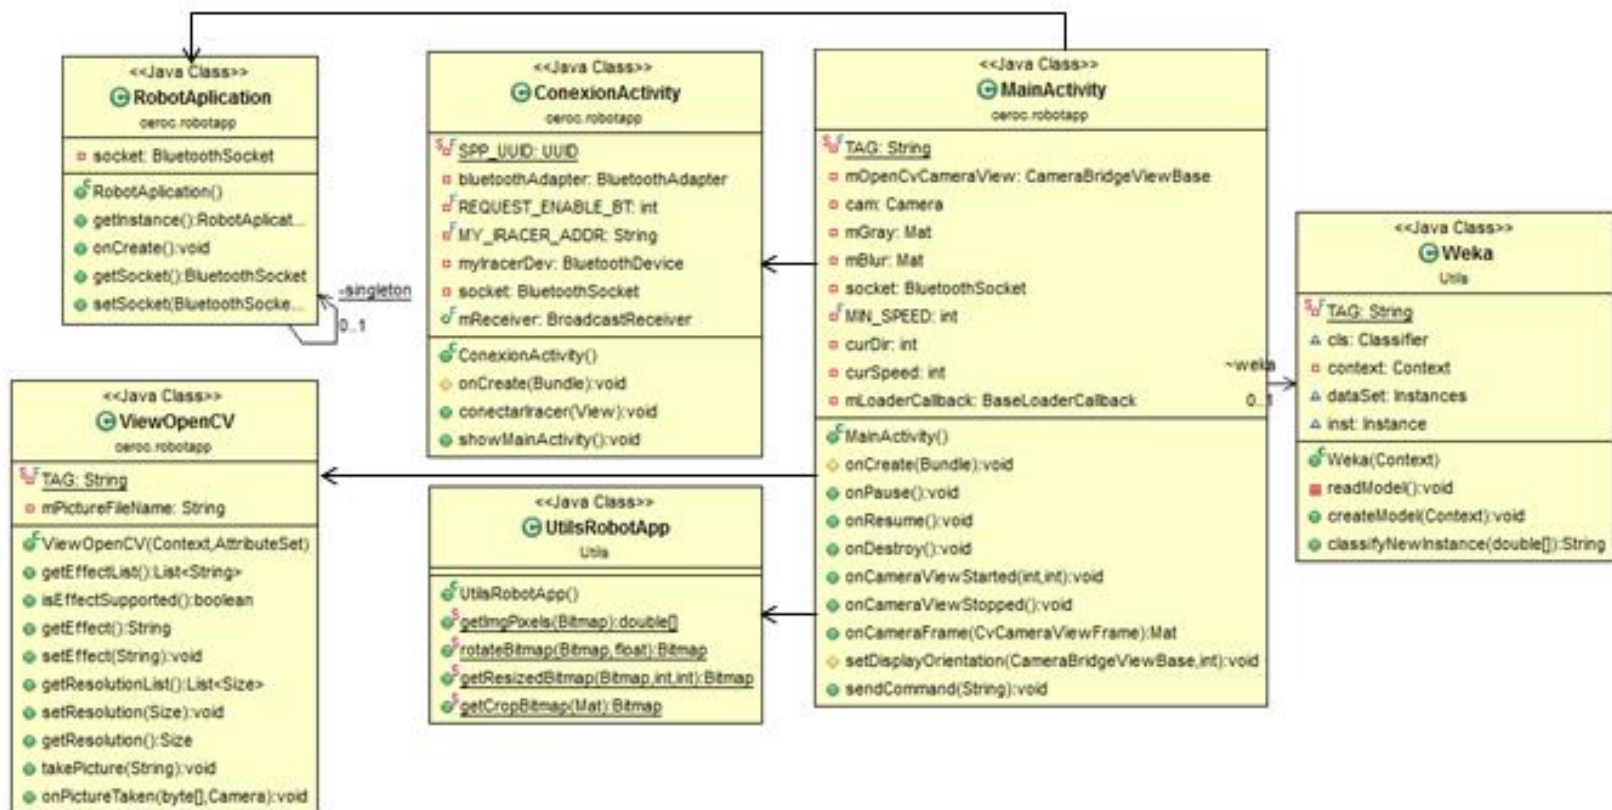 <<Java Class>>
RobotAplication
ceroc.robotapp
socket: BluetoothSocket
RobotAplication()
getInstance():RobotAplicat...
onCreate():void
getSocket():BluetoothSocket
setSocket(BluetoothSocke...
-singleton
0..1
<<Java Class>>
ViewOpenCV
ceroc.robotapp
TAG: String
mPictureFileName: String
ViewOpenCV(Context,AttributeSet)
getEffectList():List<String>
isEffectSupported():boolean
getEffect():String
setEffect(String):void
getResolutionList():List<Size>
setResolution(Size):void
getResolution():Size
takePicture(String):void
onPictureTaken(byte[],Camera):void
<<Java Class>>
ConexionActivity
ceroc.robotapp
SPP_UUID: UUID
bluetoothAdapter: BluetoothAdapter
REQUEST_ENABLE_BT: int
MY_IRACER_ADDR: String
myIracerDev: BluetoothDevice
socket: BluetoothSocket
mReceiver: BroadcastReceiver
ConexionActivity()
onCreate(Bundle):void
conectarIracer(View):void
showMainActivity():void
<<Java Class>>
UtilsRobotApp
Utils
UtilsRobotApp()
getImgPixels(Bitmap):double[]
rotateBitmap(Bitmap,float):Bitmap
getResizedBitmap(Bitmap,int,int):Bitmap
getCropBitmap(Mat):Bitmap
<<Java Class>>
MainActivity
ceroc.robotapp
TAG: String
mOpenCvCameraView: CameraBridgeViewBase
cam: Camera
mGray: Mat
mBlur: Mat
socket: BluetoothSocket
MIN_SPEED: int
curDir: int
curSpeed: int
mLoaderCallback: BaseLoaderCallback
MainActivity()
onCreate(Bundle):void
onPause():void
onResume():void
onDestroy():void
onCameraViewStarted(int,int):void
onCameraViewStopped():void
onCameraFrame(CvCameraViewFrame):Mat
setDisplayOrientation(CameraBridgeViewBase,int):void
sendCommand(String):void
~weka
0..1
<<Java Class>>
Weka
Utils
TAG: String
cls: Classifier
context: Context
dataSet: Instances
inst: Instance
Weka(Context)
readModel():void
createModel(Context):void
classifyNewInstance(double[]):String